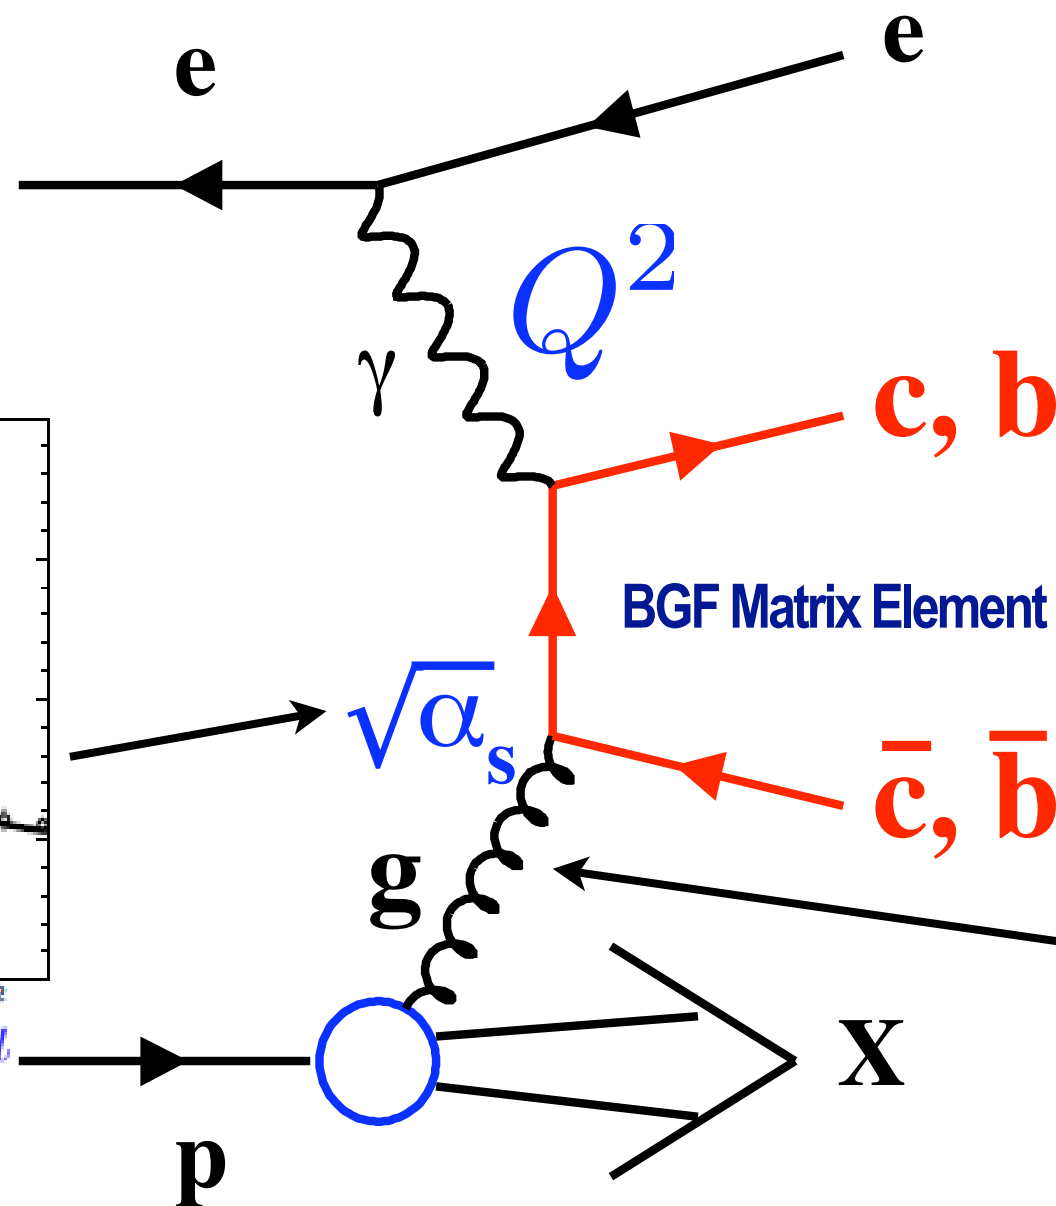 e
e
Q²
γ
c, b
BGF Matrix Element
√αₛ
c̄, b̄
g
X
p